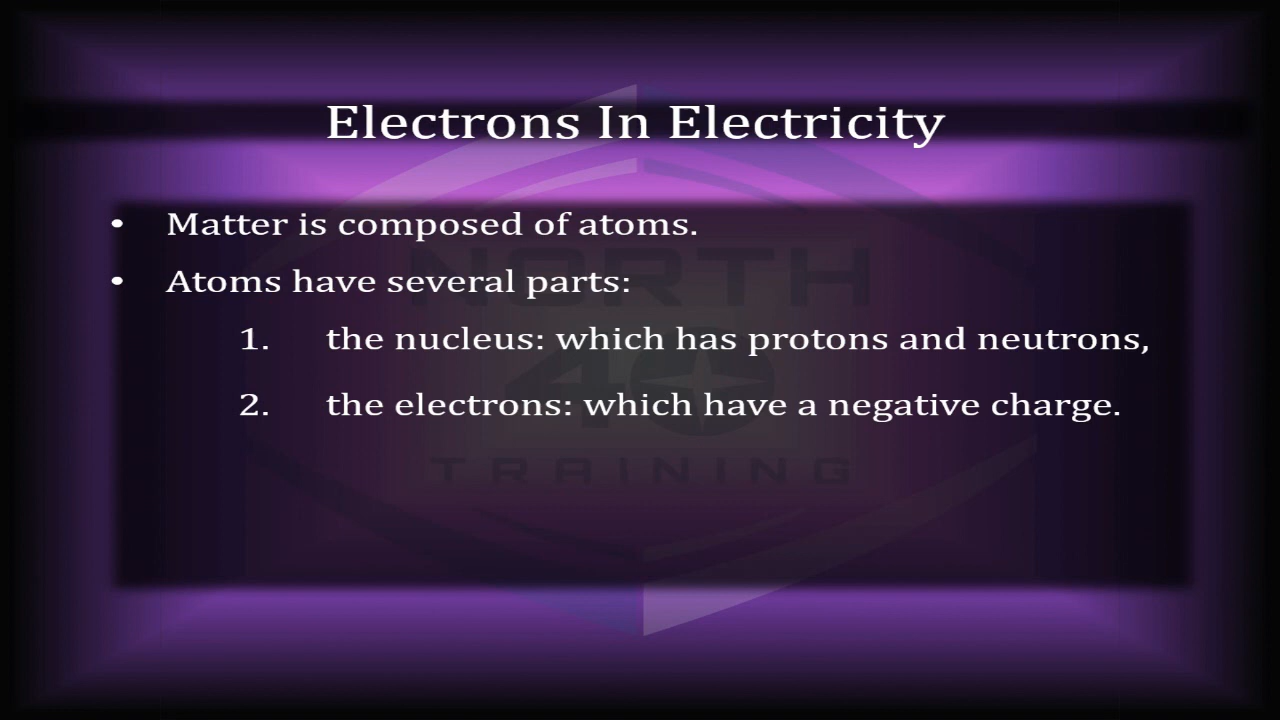 Electrons In Electricity
• Matter is composed of atoms.
• Atoms have several parts:
1. the nucleus: which has protons and neutrons,
2. the electrons: which have a negative charge.
NORTH
40
TRAINING